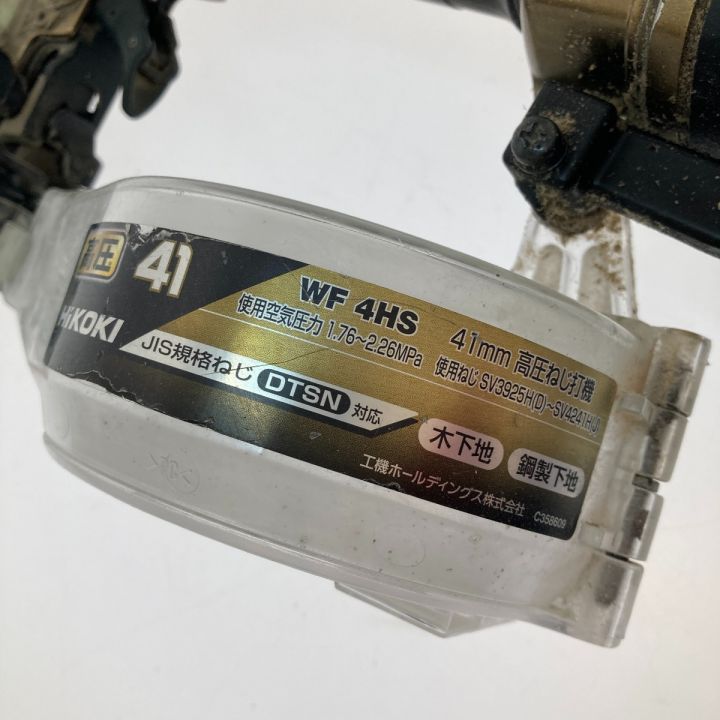 高圧 41
HiKOKI
WF 4HS 41mm 高圧ねじ打機
使用空気圧力 1.76～2.26MPa 使用ねじ SV3925H(D)～SV4241H(J)
JIS規格ねじ DTSN 対応
木下地 鋼製下地
工機ホールディングス株式会社 C358609